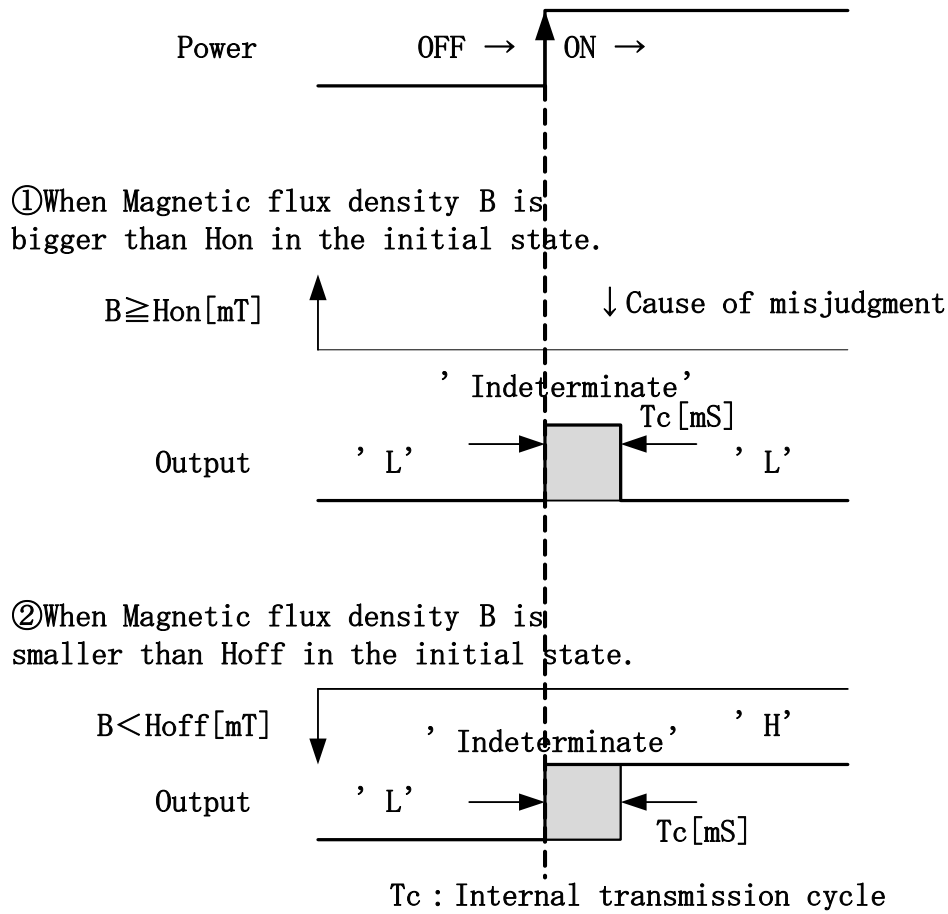 Power OFF → ON →
①When Magnetic flux density B is
bigger than Hon in the initial state.
B≧Hon[mT] ↓Cause of misjudgment
’Indeterminate’
Tc[mS]
Output ’L’ ’L’
②When Magnetic flux density B is
smaller than Hoff in the initial state.
B＜Hoff[mT] ’Indeterminate’ ’H’
Output ’L’
Tc[mS]
Tc：Internal transmission cycle